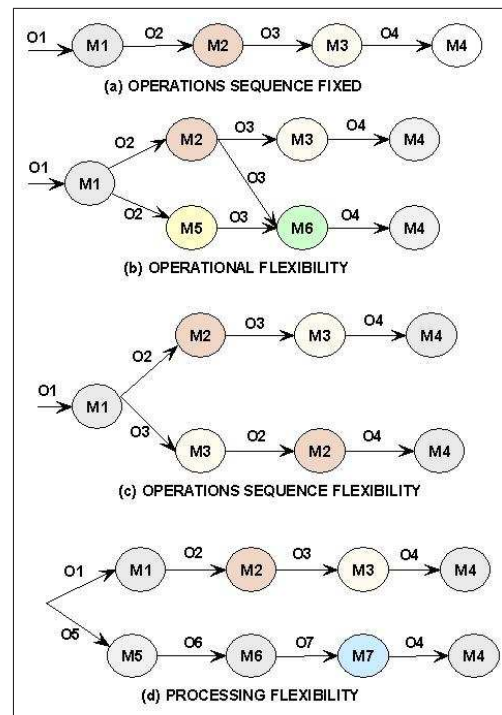 O1 M1 O2 M2 O3 M3 O4 M4
(a) OPERATIONS SEQUENCE FIXED
O1 M1 O2 M2 O3 M3 O4 M4
O3
O2 M5 O3 M6 O4 M4
(b) OPERATIONAL FLEXIBILITY
O1 M1 O2 M2 O3 M3 O4 M4
O3 M3 O2 M2 O4 M4
(c) OPERATIONS SEQUENCE FLEXIBILITY
O1 M1 O2 M2 O3 M3 O4 M4
O5 M5 O6 M6 O7 M7 O4 M4
(d) PROCESSING FLEXIBILITY